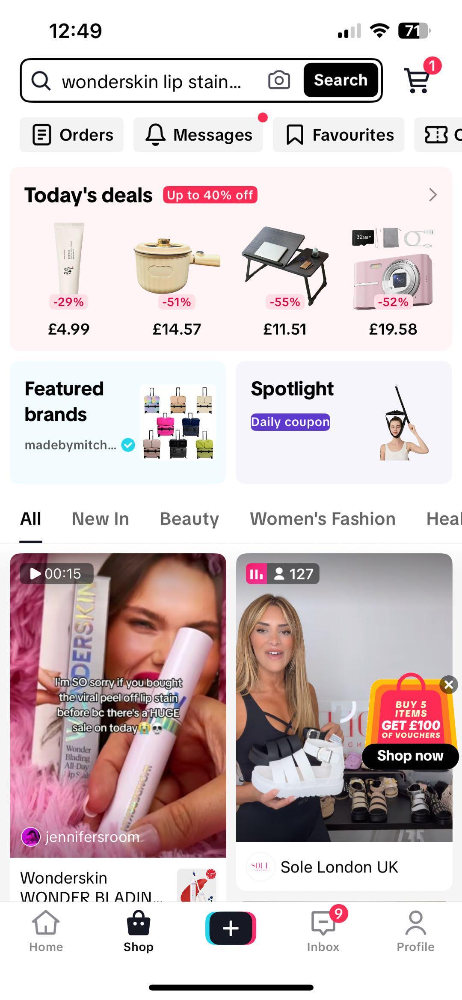 12:49
71
wonderskin lip stain...
Search
1
Orders
Messages
Favourites
Today's deals
Up to 40% off
32GB
-29%
-51%
-55%
-52%
£4.99
£14.57
£11.51
£19.58
Featured
brands
madebymitch...
Spotlight
Daily coupon
All
New In
Beauty
Women's Fashion
Heal
00:15
WONDERSKIN
I'm SO sorry if you bought
the viral peel off lip stain
before bc there's a HUGE
sale on today😭💀
Wonder
Blading
All-Day
Lip Stain
WONDERSKIN
jennifersroom
127
BUY 5
ITEMS
GET £100
OF VOUCHERS
Shop now
SOLE
LONDON
Sole London UK
Wonderskin
WONDER BLADIN...
Home
Shop
9
Inbox
Profile